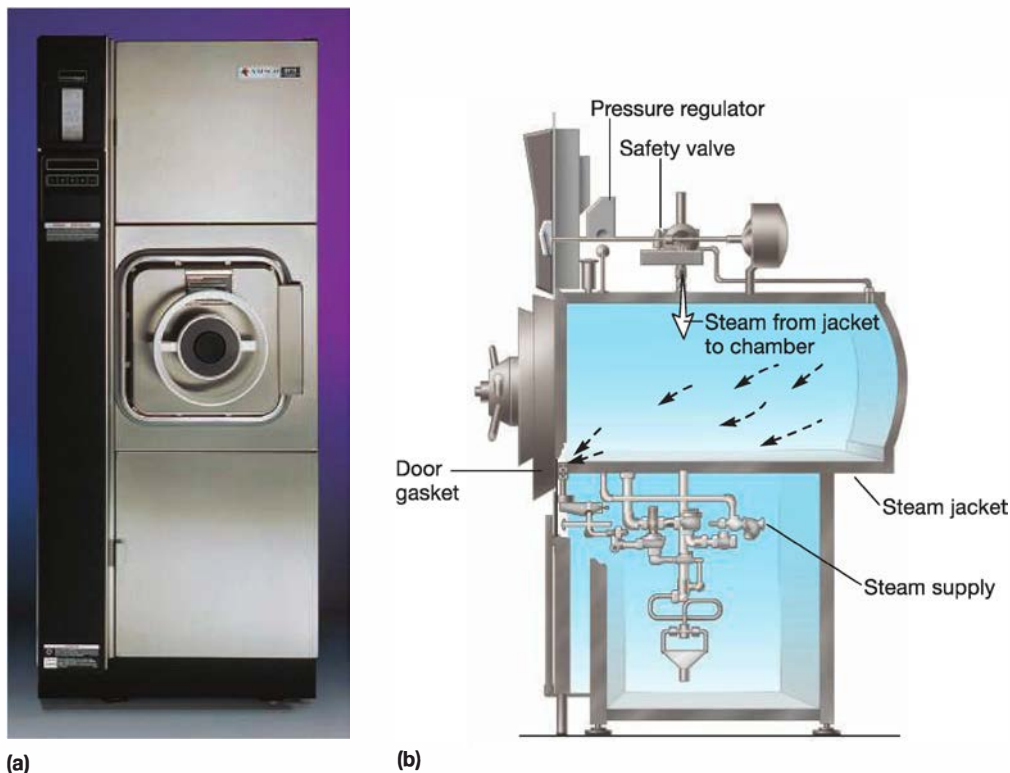 Pressure regulator
Safety valve
Steam from jacket
to chamber
Door
gasket
Steam jacket
Steam supply
(a)
(b)